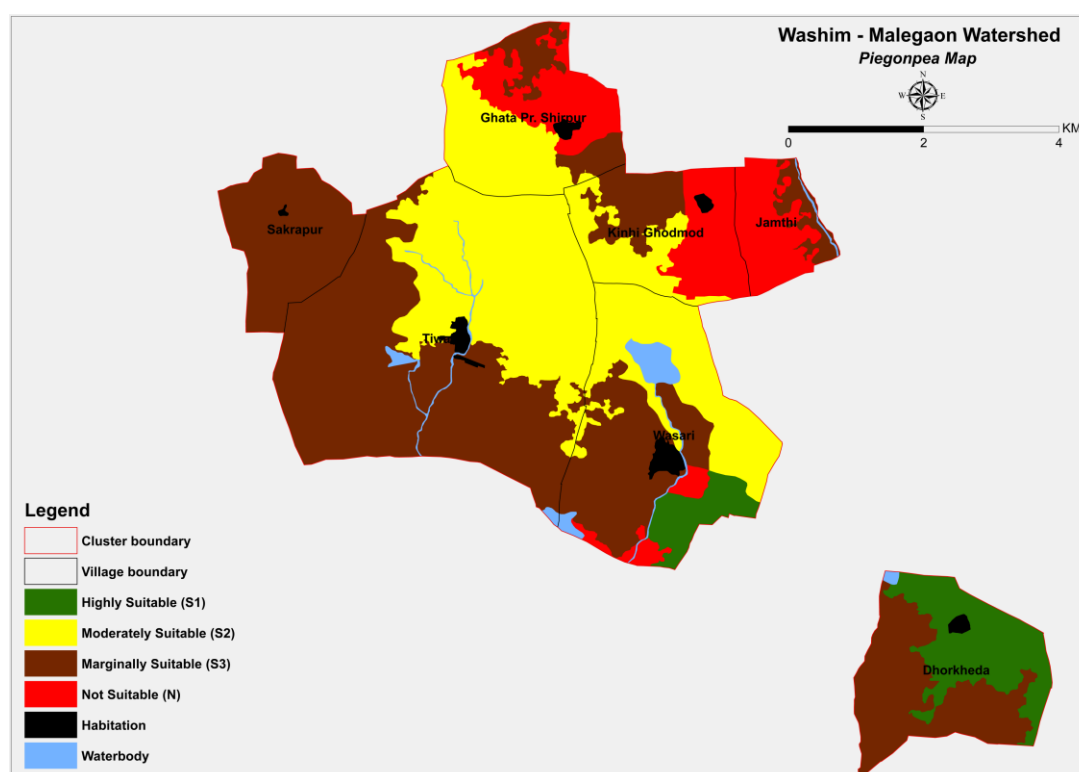 Washim - Malegaon Watershed
Piegonpea Map
N
W E
S
KM
0 2 4
Ghata Pr. Shirpur
Sakrapur
Kinhi Ghodmod
Jamthi
Wasari
Dhorkheda
Legend
Cluster boundary
Village boundary
Highly Suitable (S1)
Moderately Suitable (S2)
Marginally Suitable (S3)
Not Suitable (N)
Habitation
Waterbody